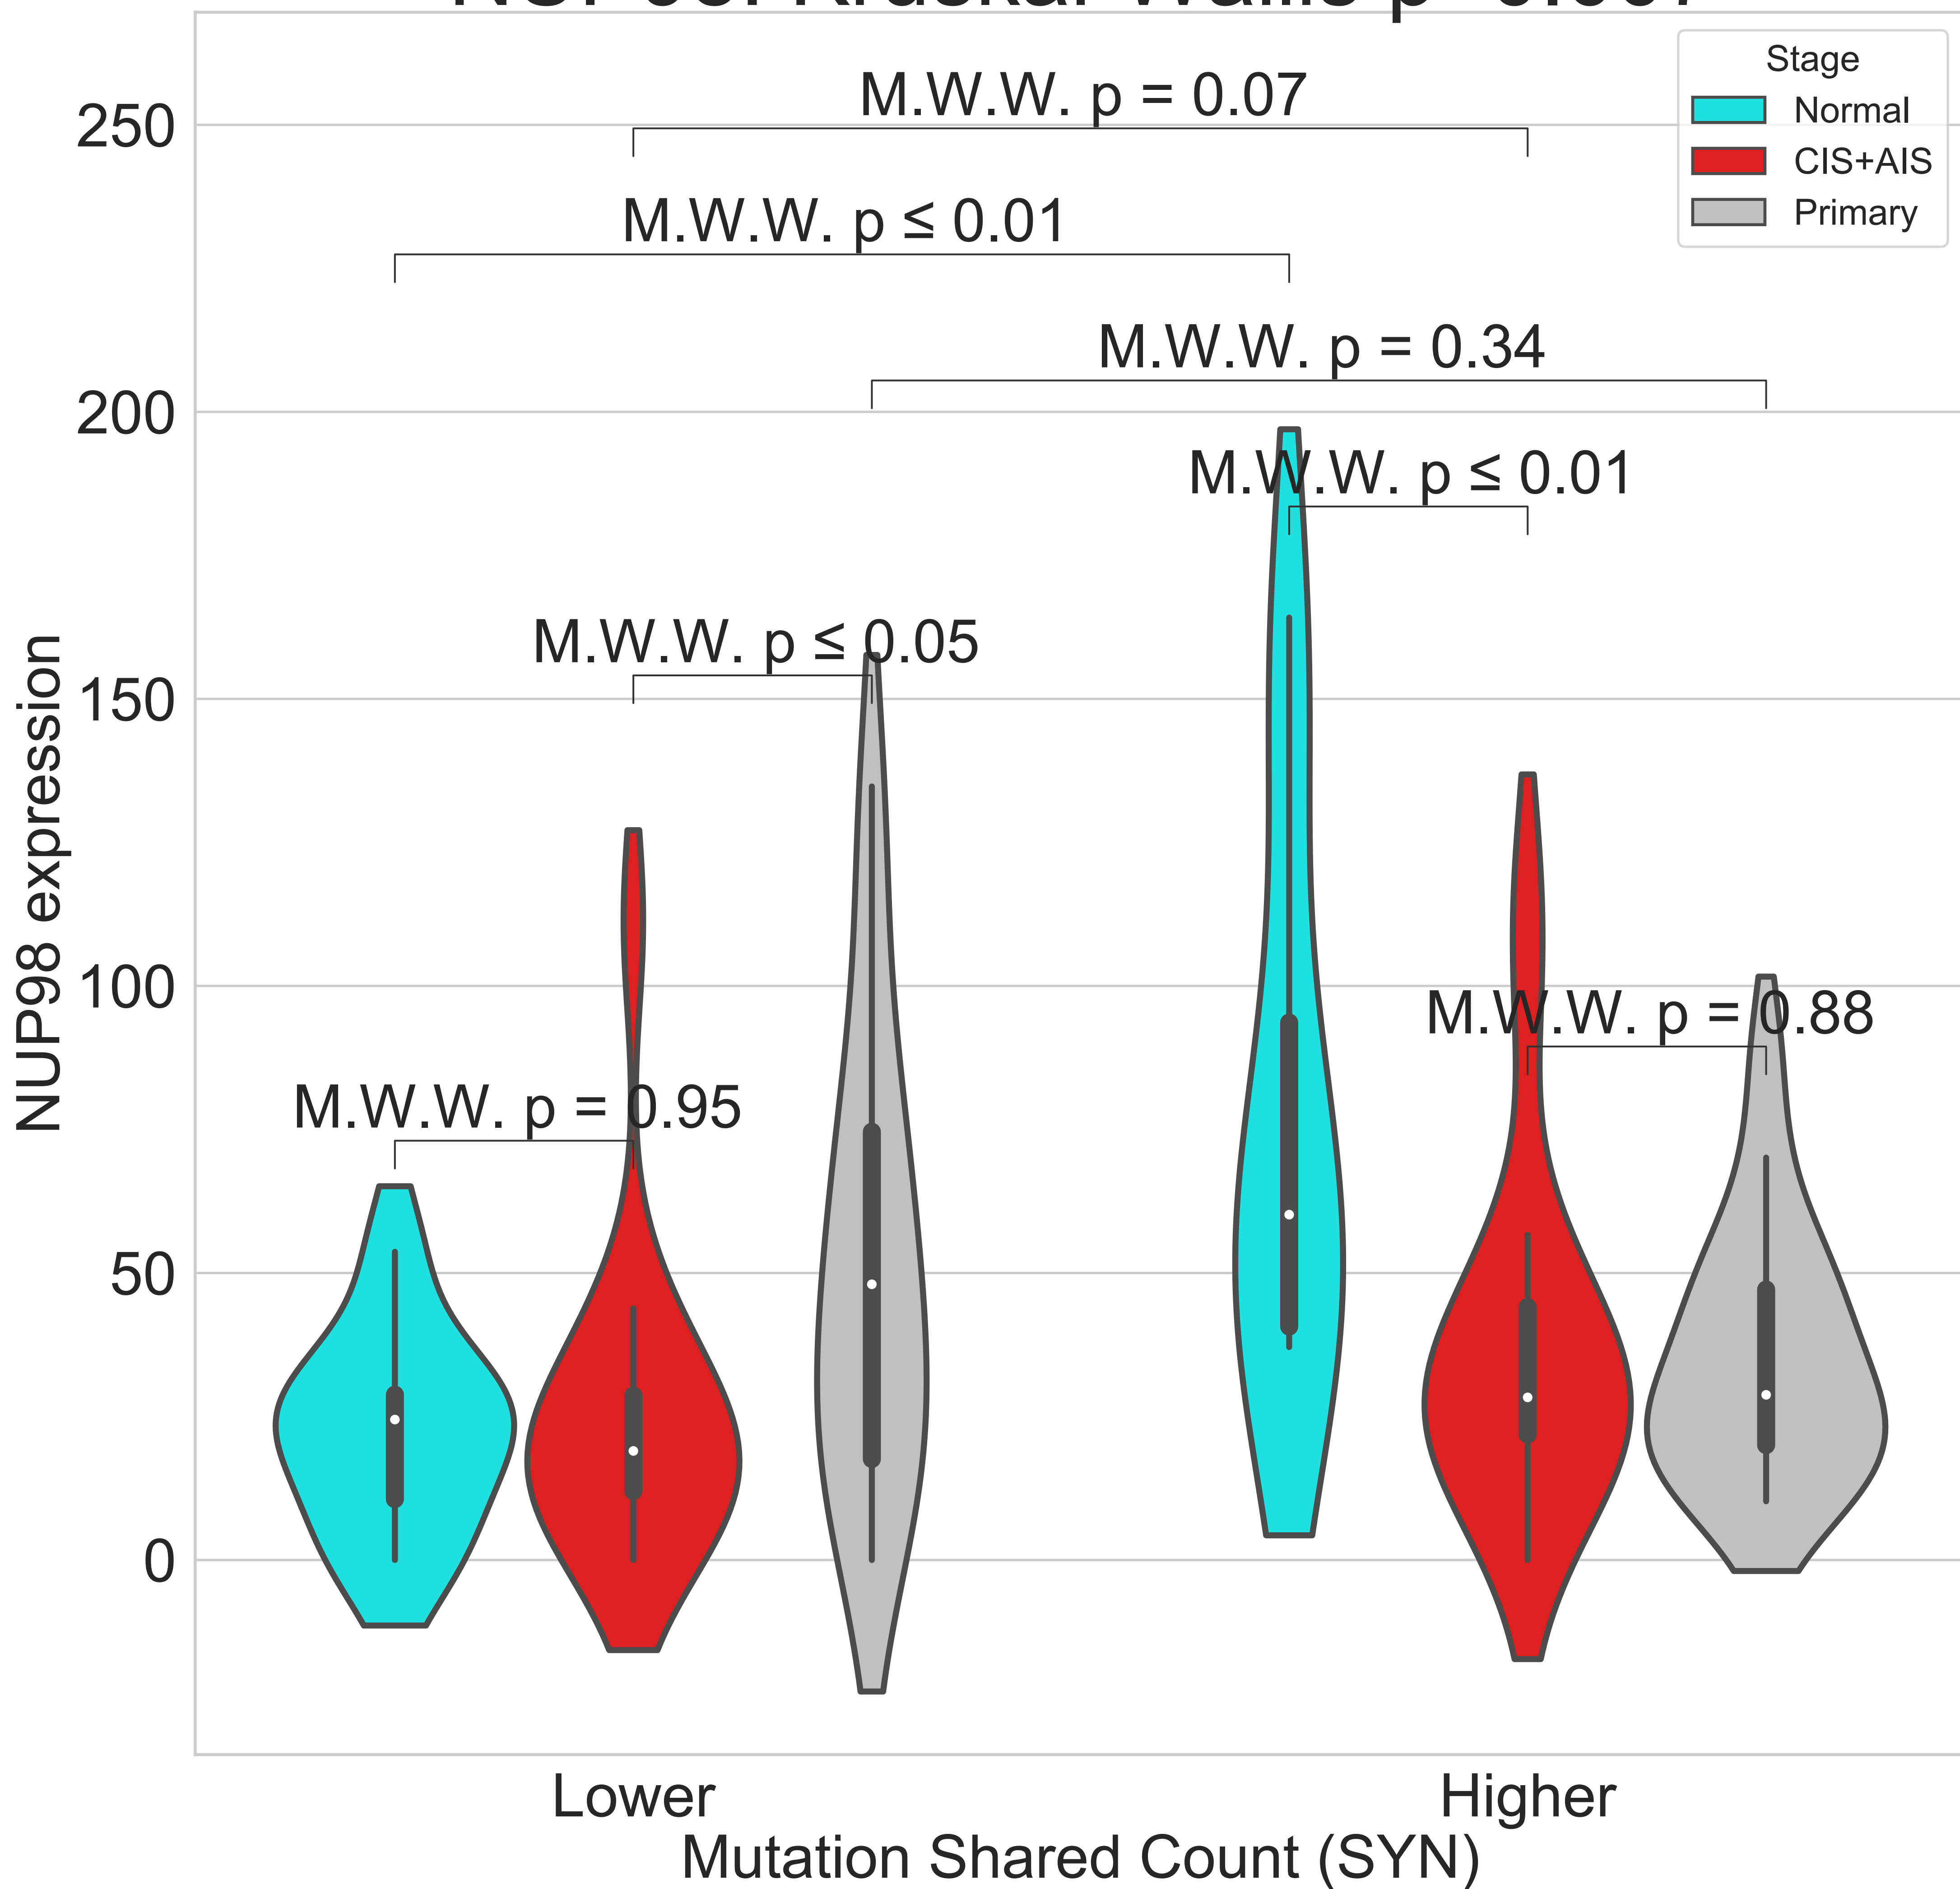 Stage
Normal
CIS+AIS
Primary
M.W.W. p = 0.07
M.W.W. p ≤ 0.01
M.W.W. p = 0.34
M.W.W. p ≤ 0.01
M.W.W. p ≤ 0.05
M.W.W. p = 0.88
M.W.W. p = 0.95
250
200
150
100
50
0
NUP98 expression
Lower
Higher
Mutation Shared Count (SYN)